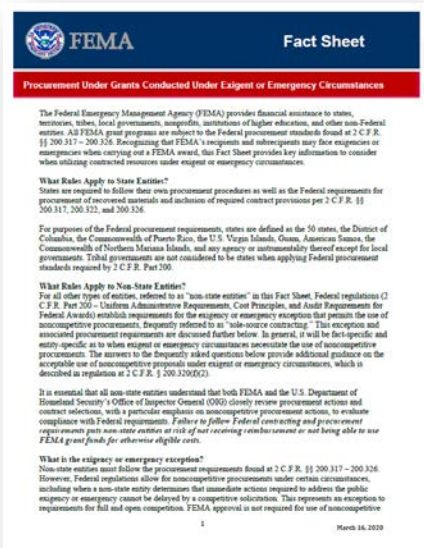 FEMA
Fact Sheet
Procurement Under Grants Conducted Under Exigent or Emergency Circumstances
The Federal Emergency Management Agency (FEMA) provides financial assistance to states,
territories, tribes, local governments, nonprofits, institutions of higher education, and other non-Federal
entities. All FEMA grant programs are subject to the Federal procurement standards found at 2 C.F.R.
§§ 200.317 – 200.326. Recognizing that FEMA's recipients and subrecipients may face exigencies or
emergencies when carrying out a FEMA award, this Fact Sheet provides key information to consider
when utilizing contracted resources under exigent or emergency circumstances.
What Rules Apply to State Entities?
States are required to follow their own procurement procedures as well as the Federal requirements for
procurement of recovered materials and inclusion of required contract provisions per 2 C.F.R. §§
200.317, 200.322, and 200.326.
For purposes of the Federal procurement requirements, states are defined as the 50 states, the District of
Columbia, the Commonwealth of Puerto Rico, the U.S. Virgin Islands, Guam, American Samoa, the
Commonwealth of Northern Mariana Islands, and any agency or instrumentality thereof except for local
governments. Tribal governments are not considered to be states when applying Federal procurement
standards required by 2 C.F.R. Part 200.
What Rules Apply to Non-State Entities?
For all other types of entities, referred to as "non-state entities" in this Fact Sheet, Federal regulations (2
C.F.R. Part 200 – Uniform Administrative Requirements, Cost Principles, and Audit Requirements for
Federal Awards) establish requirements for the exigency or emergency exception that permits the use of
noncompetitive procurements, frequently referred to as "sole-source contracting." This exception and
associated procurement requirements are discussed further below. In general, it will be fact-specific and
entity-specific as to when exigent or emergency circumstances necessitate the use of noncompetitive
procurements. The answers to the frequently asked questions below provide additional guidance on the
acceptable use of noncompetitive proposals under exigent or emergency circumstances, which is
described in regulation at 2 C.F.R. § 200.320(f)(2).
It is essential that all non-state entities understand that both FEMA and the U.S. Department of
Homeland Security's Office of Inspector General (OIG) closely review procurement actions and
contract selections, with a particular emphasis on noncompetitive procurement actions, to evaluate
compliance with Federal requirements. Failure to follow Federal contracting and procurement
requirements puts non-state entities at risk of not receiving reimbursement or not being able to use
FEMA grant funds for otherwise eligible costs.
What is the exigency or emergency exception?
Non-state entities must follow the procurement requirements found at 2 C.F.R. §§ 200.317 – 200.326.
However, Federal regulations allow for noncompetitive procurements under certain circumstances,
including when a non-state entity determines that immediate actions required to address the public
exigency or emergency cannot be delayed by a competitive solicitation. This represents an exception to
requirements for full and open competition. FEMA approval is not required for use of noncompetitive
1
March 16, 2020